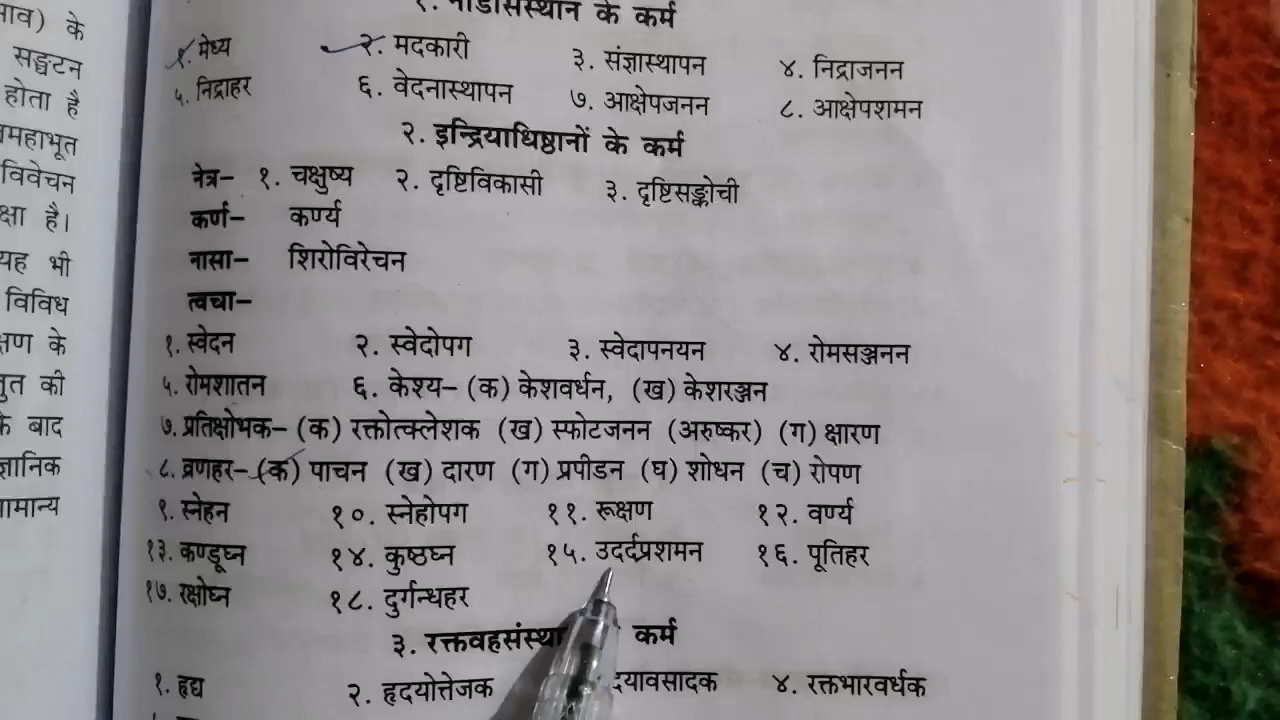 १. नाडीसंस्थान के कर्म
१. मेध्य २. मदकारी ३. संज्ञास्थापन ४. निद्राजनन
५. निद्राहर ६. वेदनास्थापन ७. आक्षेपजनन ८. आक्षेपशमन
२. इन्द्रियाधिष्ठानों के कर्म
नेत्र– १. चक्षुष्य २. दृष्टिविकासी ३. दृष्टिसङ्कोची
कर्ण– कर्ण्य
नासा– शिरोविरेचन
त्वचा–
१. स्वेदन २. स्वेदोपग ३. स्वेदापनयन ४. रोमसञ्जनन
५. रोमशातन ६. केश्य– (क) केशवर्धन, (ख) केशरञ्जन
७. प्रतिक्षोभक– (क) रक्तोत्क्लेशक (ख) स्फोटजनन (अरुष्कर) (ग) क्षारण
८. व्रणहर– (क) पाचन (ख) दारण (ग) प्रपीडन (घ) शोधन (च) रोपण
९. स्नेहन १०. स्नेहोपग ११. रूक्षण १२. वर्ण्य
१३. कण्डूघ्न १४. कुष्ठघ्न १५. उदर्दप्रशमन १६. पूतिहर
१७. रक्षोघ्न १८. दुर्गन्धहर
३. रक्तवहसंस्था कर्म
१. हृद्य २. हृदयोत्तेजक दयावसादक ४. रक्तभारवर्धक
के
सङ्घटन
होता है
महाभूत
विवेचन
क्षा है।
यह भी
विविध
क्षण के
तुत की
के बाद
ज्ञानिक
ामान्य